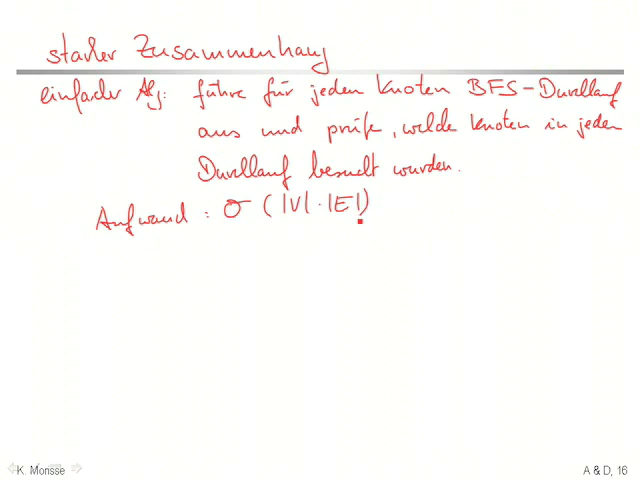 starker Zusammenhang
einfacher Alg: führe für jeden Knoten BFS-Durchlauf
aus und prüfe, welche Knoten in jedem
Durchlauf besucht wurden.
Aufwand: O (|V| · |E|)
K. Morisse
A & D, 16